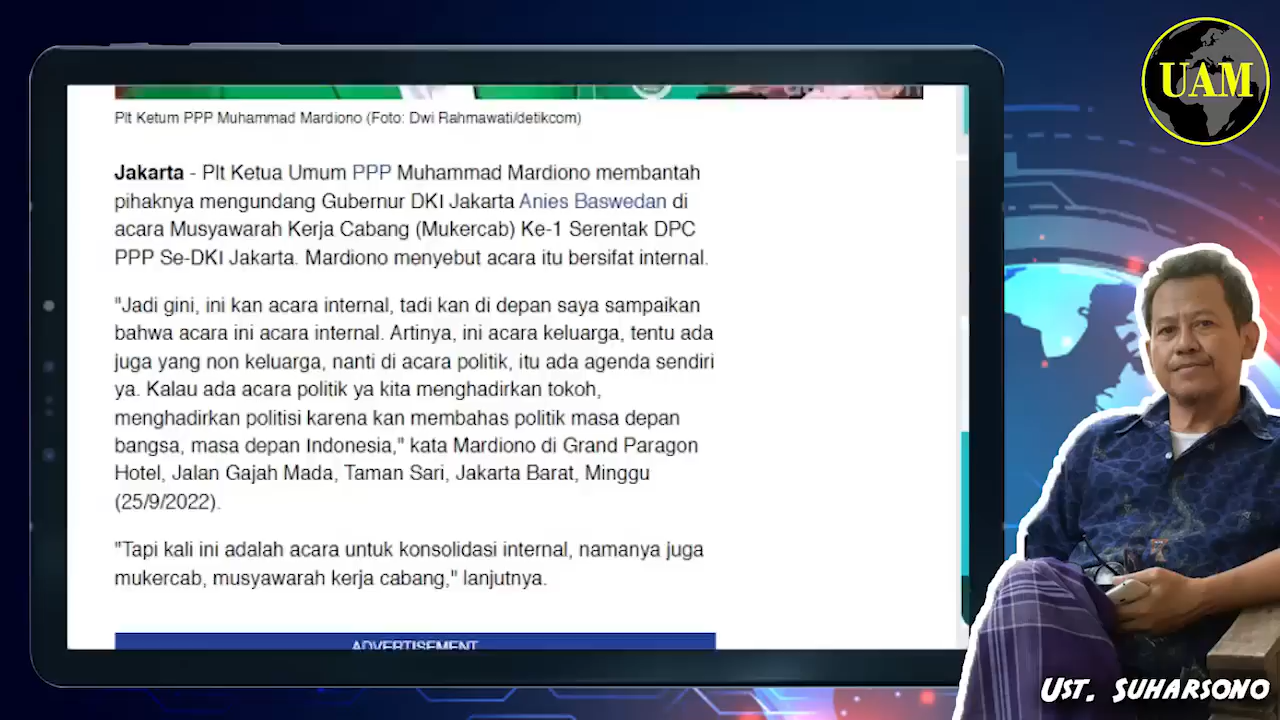 UAM
Plt Ketum PPP Muhammad Mardiono (Foto: Dwi Rahmawati/detikcom)
Jakarta - Plt Ketua Umum PPP Muhammad Mardiono membantah
pihaknya mengundang Gubernur DKI Jakarta Anies Baswedan di
acara Musyawarah Kerja Cabang (Mukercab) Ke-1 Serentak DPC
PPP Se-DKI Jakarta. Mardiono menyebut acara itu bersifat internal.
"Jadi gini, ini kan acara internal, tadi kan di depan saya sampaikan
bahwa acara ini acara internal. Artinya, ini acara keluarga, tentu ada
juga yang non keluarga, nanti di acara politik, itu ada agenda sendiri
ya. Kalau ada acara politik ya kita menghadirkan tokoh,
menghadirkan politisi karena kan membahas politik masa depan
bangsa, masa depan Indonesia," kata Mardiono di Grand Paragon
Hotel, Jalan Gajah Mada, Taman Sari, Jakarta Barat, Minggu
(25/9/2022).
"Tapi kali ini adalah acara untuk konsolidasi internal, namanya juga
mukercab, musyawarah kerja cabang," lanjutnya.
ADVERTISEMENT
Ust. Suharsono